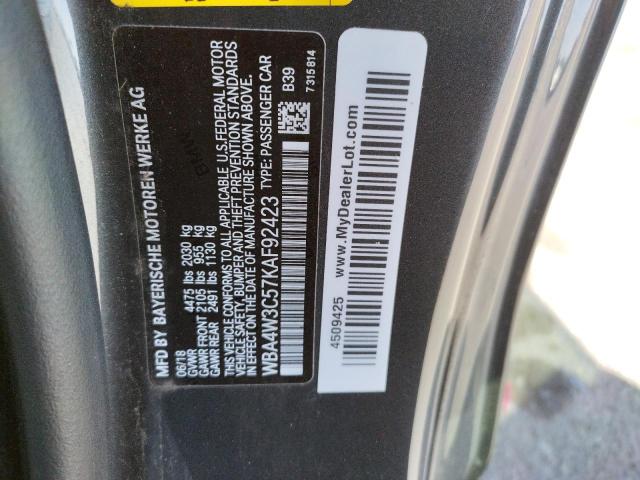 MFD BY BAYERISCHE MOTOREN WERKE AG
06/18
GVWR 4475 lbs 2030 kg
GAWR FRONT 2105 lbs 955 kg
GAWR REAR 2491 lbs 1130 kg
THIS VEHICLE CONFORMS TO ALL APPLICABLE U.S.FEDERAL MOTOR
VEHICLE SAFETY, BUMPER AND THEFT PREVENTION STANDARDS
IN EFFECT ON THE DATE OF MANUFACTURE SHOWN ABOVE.
WBA4W3C57KAF92423 TYPE: PASSENGER CAR
B39
7315814
BMW
4509425 www.MyDealerLot.com